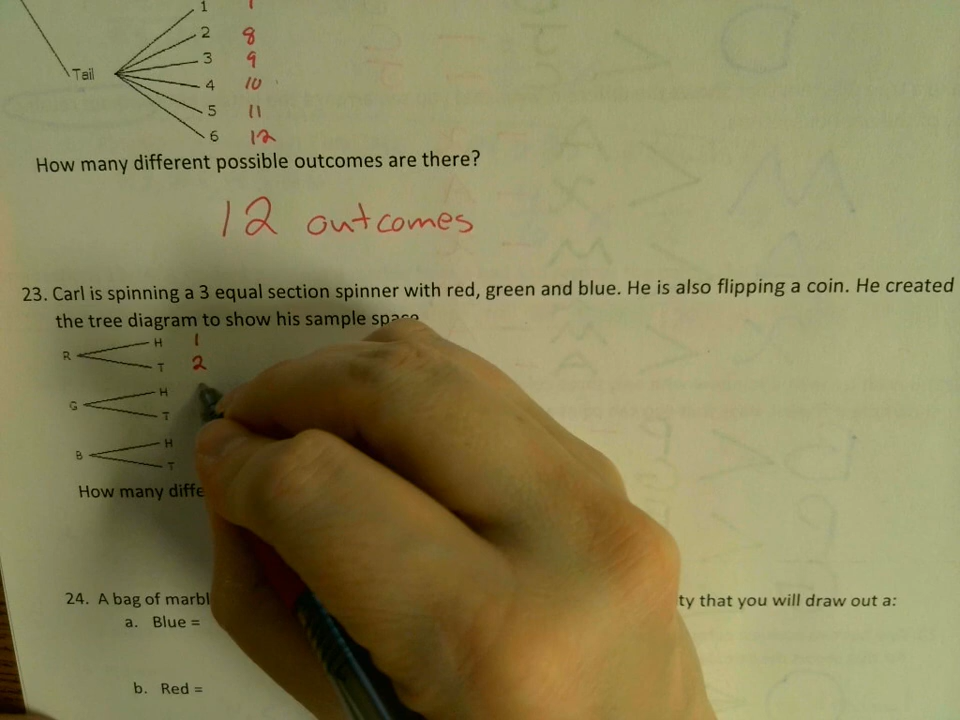 1
2 8
3 9
Tail
4 10
5 11
6 12
How many different possible outcomes are there?
12 outcomes
23. Carl is spinning a 3 equal section spinner with red, green and blue. He is also flipping a coin. He created
the tree diagram to show his sample space
R H 1
T 2
G H
T
B H
T
How many diffe
24. A bag of marbl ty that you will draw out a:
a. Blue =
b. Red =